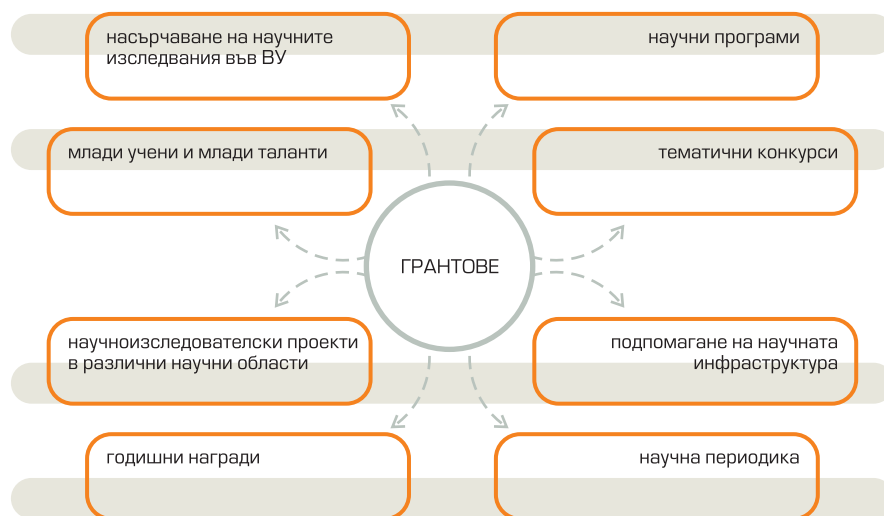 насърчаване на научните
изследвания във ВУ
научни програми
млади учени и млади таланти
тематични конкурси
ГРАНТОВЕ
научноизследователски проекти
в различни научни области
подпомагане на научната
инфраструктура
годишни награди
научна периодика